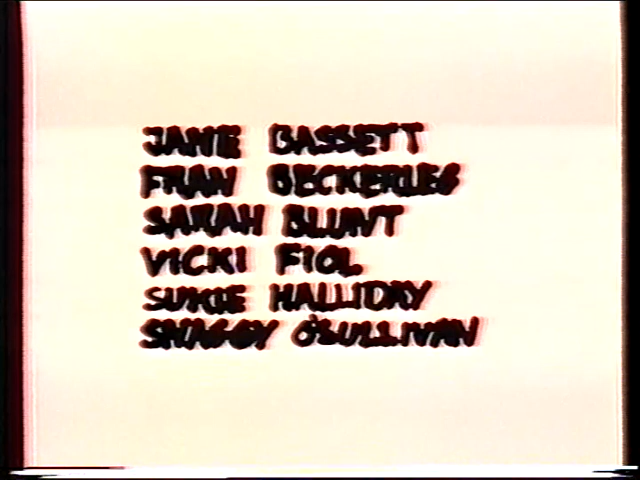 JANE BASSETT
FRAN BECKERLEG
SARAH BLUNT
VICKI FIOL
SUKIE HALLIDAY
SHAGGY O'SULLIVAN